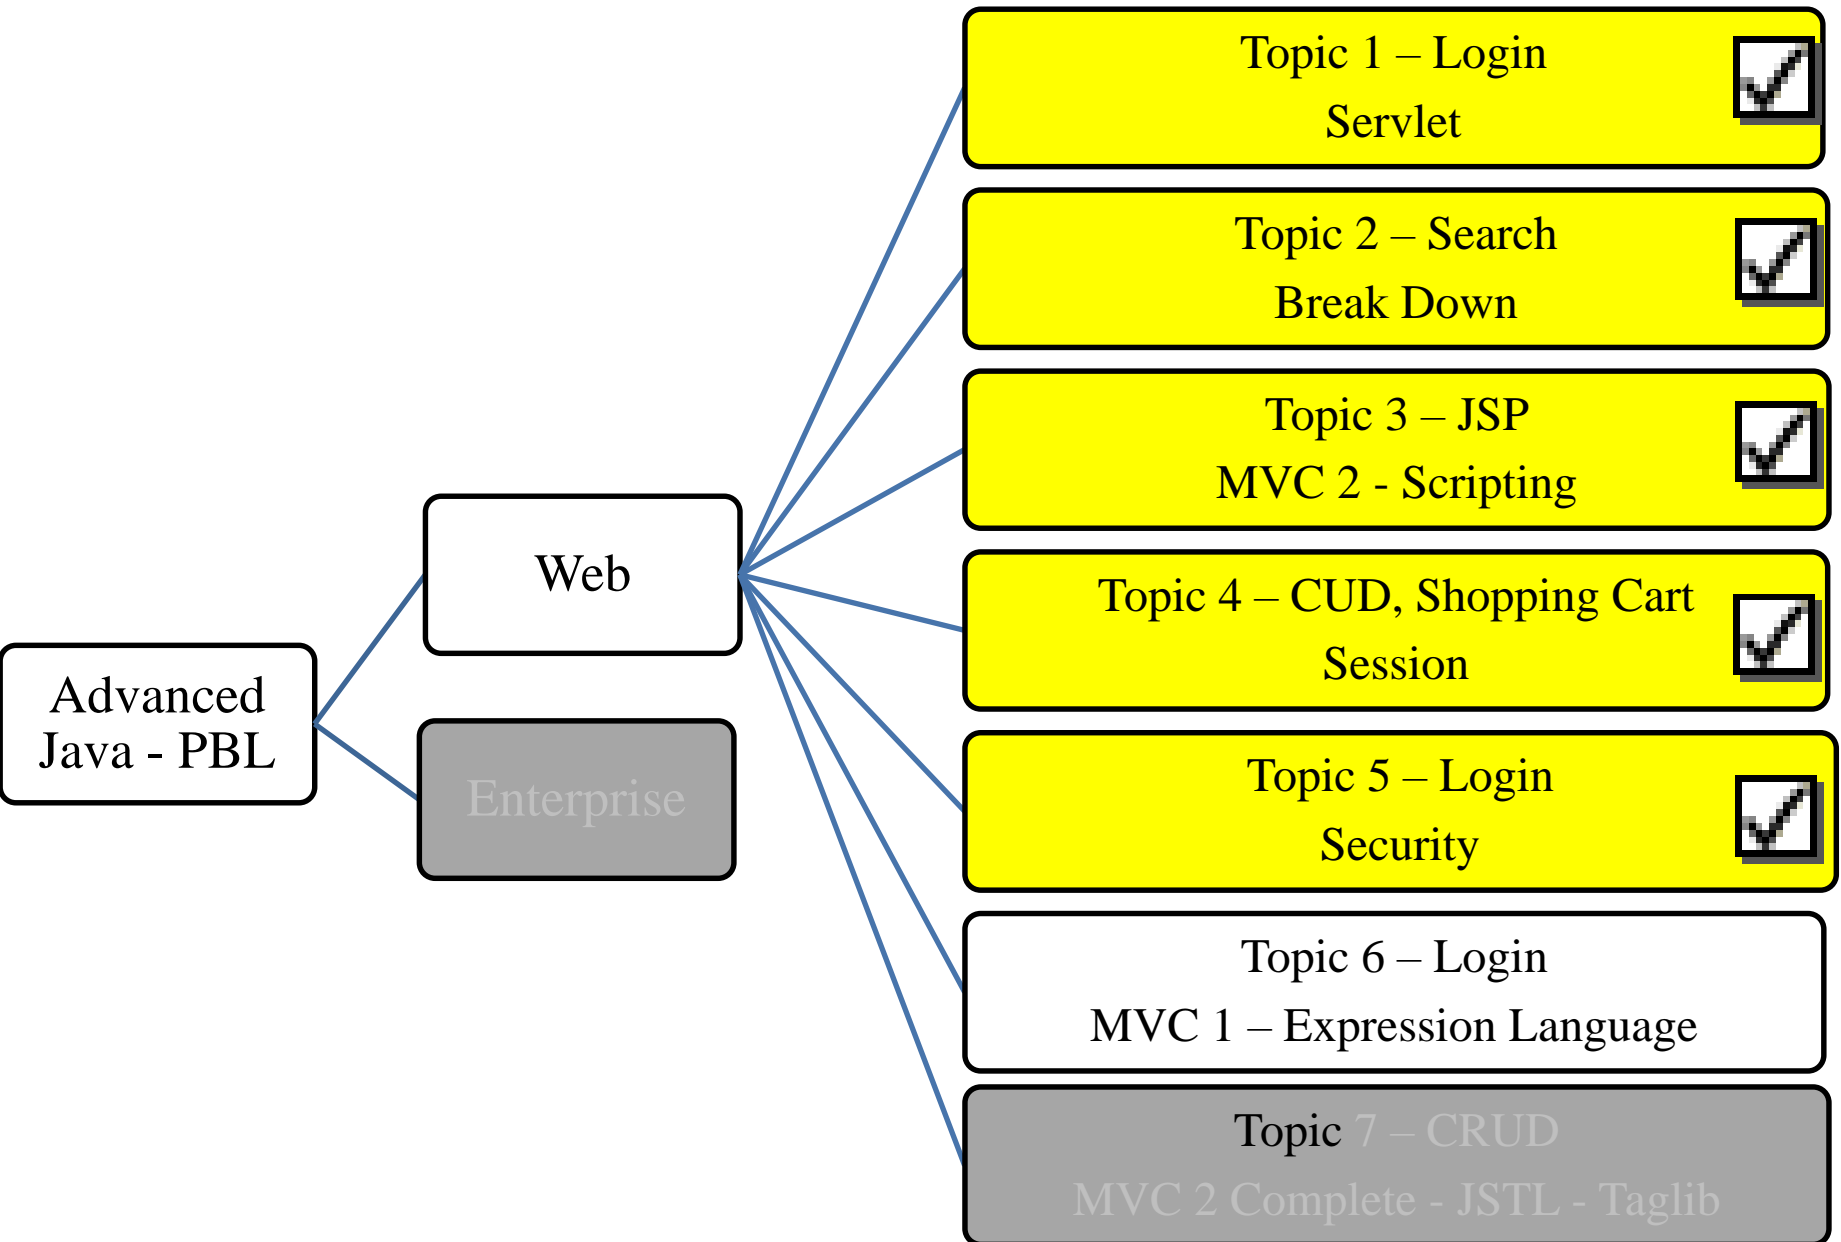 Advanced
Java - PBL
Web
Enterprise
Topic 1 – Login
Servlet
Topic 2 – Search
Break Down
Topic 3 – JSP
MVC 2 - Scripting
Topic 4 – CUD, Shopping Cart
Session
Topic 5 – Login
Security
Topic 6 – Login
MVC 1 – Expression Language
Topic 7 – CRUD
MVC 2 Complete - JSTL - Taglib